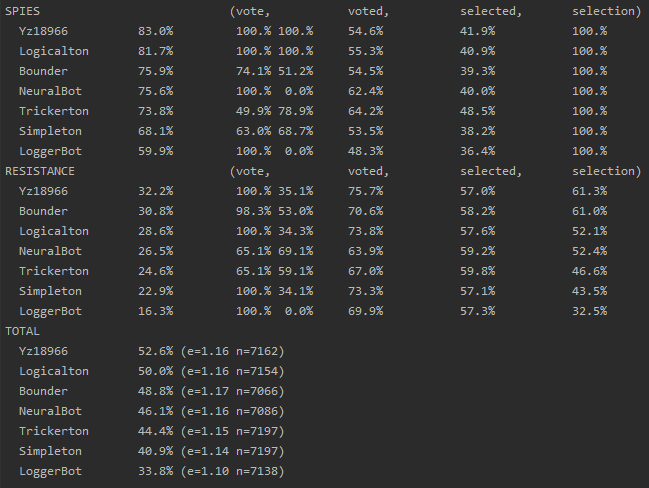 SPIES (vote, voted, selected, selection)
Yz18966 83.0% 100.% 100.% 54.6% 41.9% 100.%
Logicalton 81.7% 100.% 100.% 55.3% 40.9% 100.%
Bounder 75.9% 74.1% 51.2% 54.5% 39.3% 100.%
NeuralBot 75.6% 100.% 0.0% 62.4% 40.0% 100.%
Trickerton 73.8% 49.9% 78.9% 64.2% 48.5% 100.%
Simpleton 68.1% 63.0% 68.7% 53.5% 38.2% 100.%
LoggerBot 59.9% 100.% 0.0% 48.3% 36.4% 100.%
RESISTANCE (vote, voted, selected, selection)
Yz18966 32.2% 100.% 35.1% 75.7% 57.0% 61.3%
Bounder 30.8% 98.3% 53.0% 70.6% 58.2% 61.0%
Logicalton 28.6% 100.% 34.3% 73.8% 57.6% 52.1%
NeuralBot 26.5% 65.1% 69.1% 63.9% 59.2% 52.4%
Trickerton 24.6% 65.1% 59.1% 67.0% 59.8% 46.6%
Simpleton 22.9% 100.% 34.1% 73.3% 57.1% 43.5%
LoggerBot 16.3% 100.% 0.0% 69.9% 57.3% 32.5%
TOTAL
Yz18966 52.6% (e=1.16 n=7162)
Logicalton 50.0% (e=1.16 n=7154)
Bounder 48.8% (e=1.17 n=7066)
NeuralBot 46.1% (e=1.16 n=7086)
Trickerton 44.4% (e=1.15 n=7197)
Simpleton 40.9% (e=1.14 n=7197)
LoggerBot 33.8% (e=1.10 n=7138)